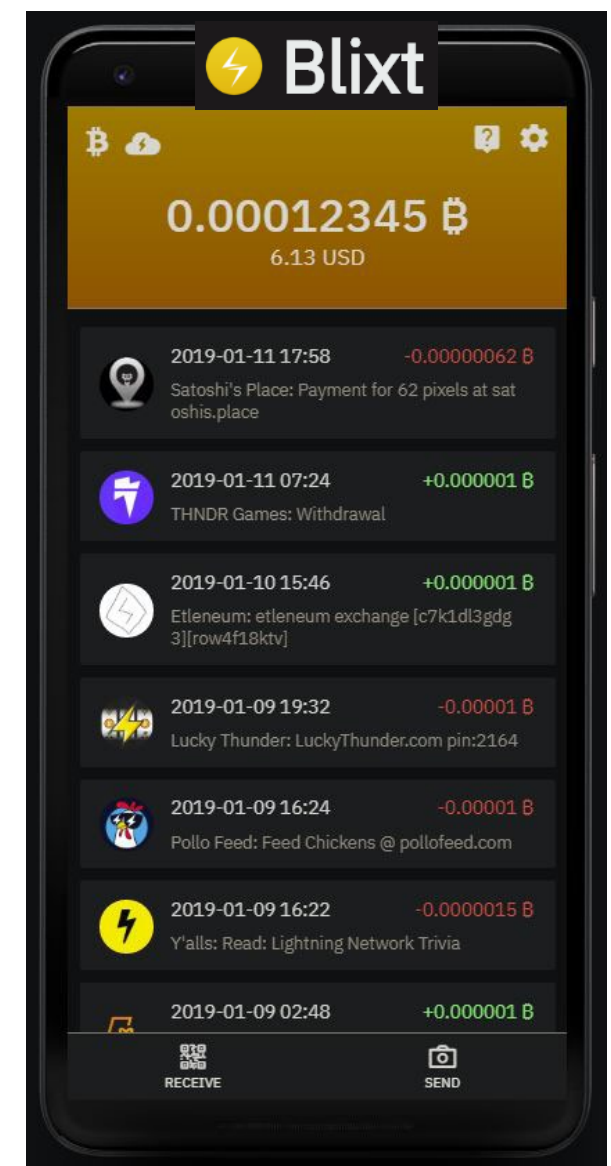 Blixt
0.00012345 ₿
6.13 USD
2019-01-11 17:58 -0.00000062 ₿
Satoshi's Place: Payment for 62 pixels at sat
oshis.place
2019-01-11 07:24 +0.000001 ₿
THNDR Games: Withdrawal
2019-01-10 15:46 +0.000001 ₿
Etleneum: etleneum exchange [c7k1dl3gdg
3][row4f18ktv]
2019-01-09 19:32 -0.00001 ₿
Lucky Thunder: LuckyThunder.com pin:2164
2019-01-09 16:24 -0.00001 ₿
Pollo Feed: Feed Chickens @ pollofeed.com
2019-01-09 16:22 -0.0000015 ₿
Y'alls: Read: Lightning Network Trivia
2019-01-09 02:48 +0.000001 ₿
RECEIVE SEND